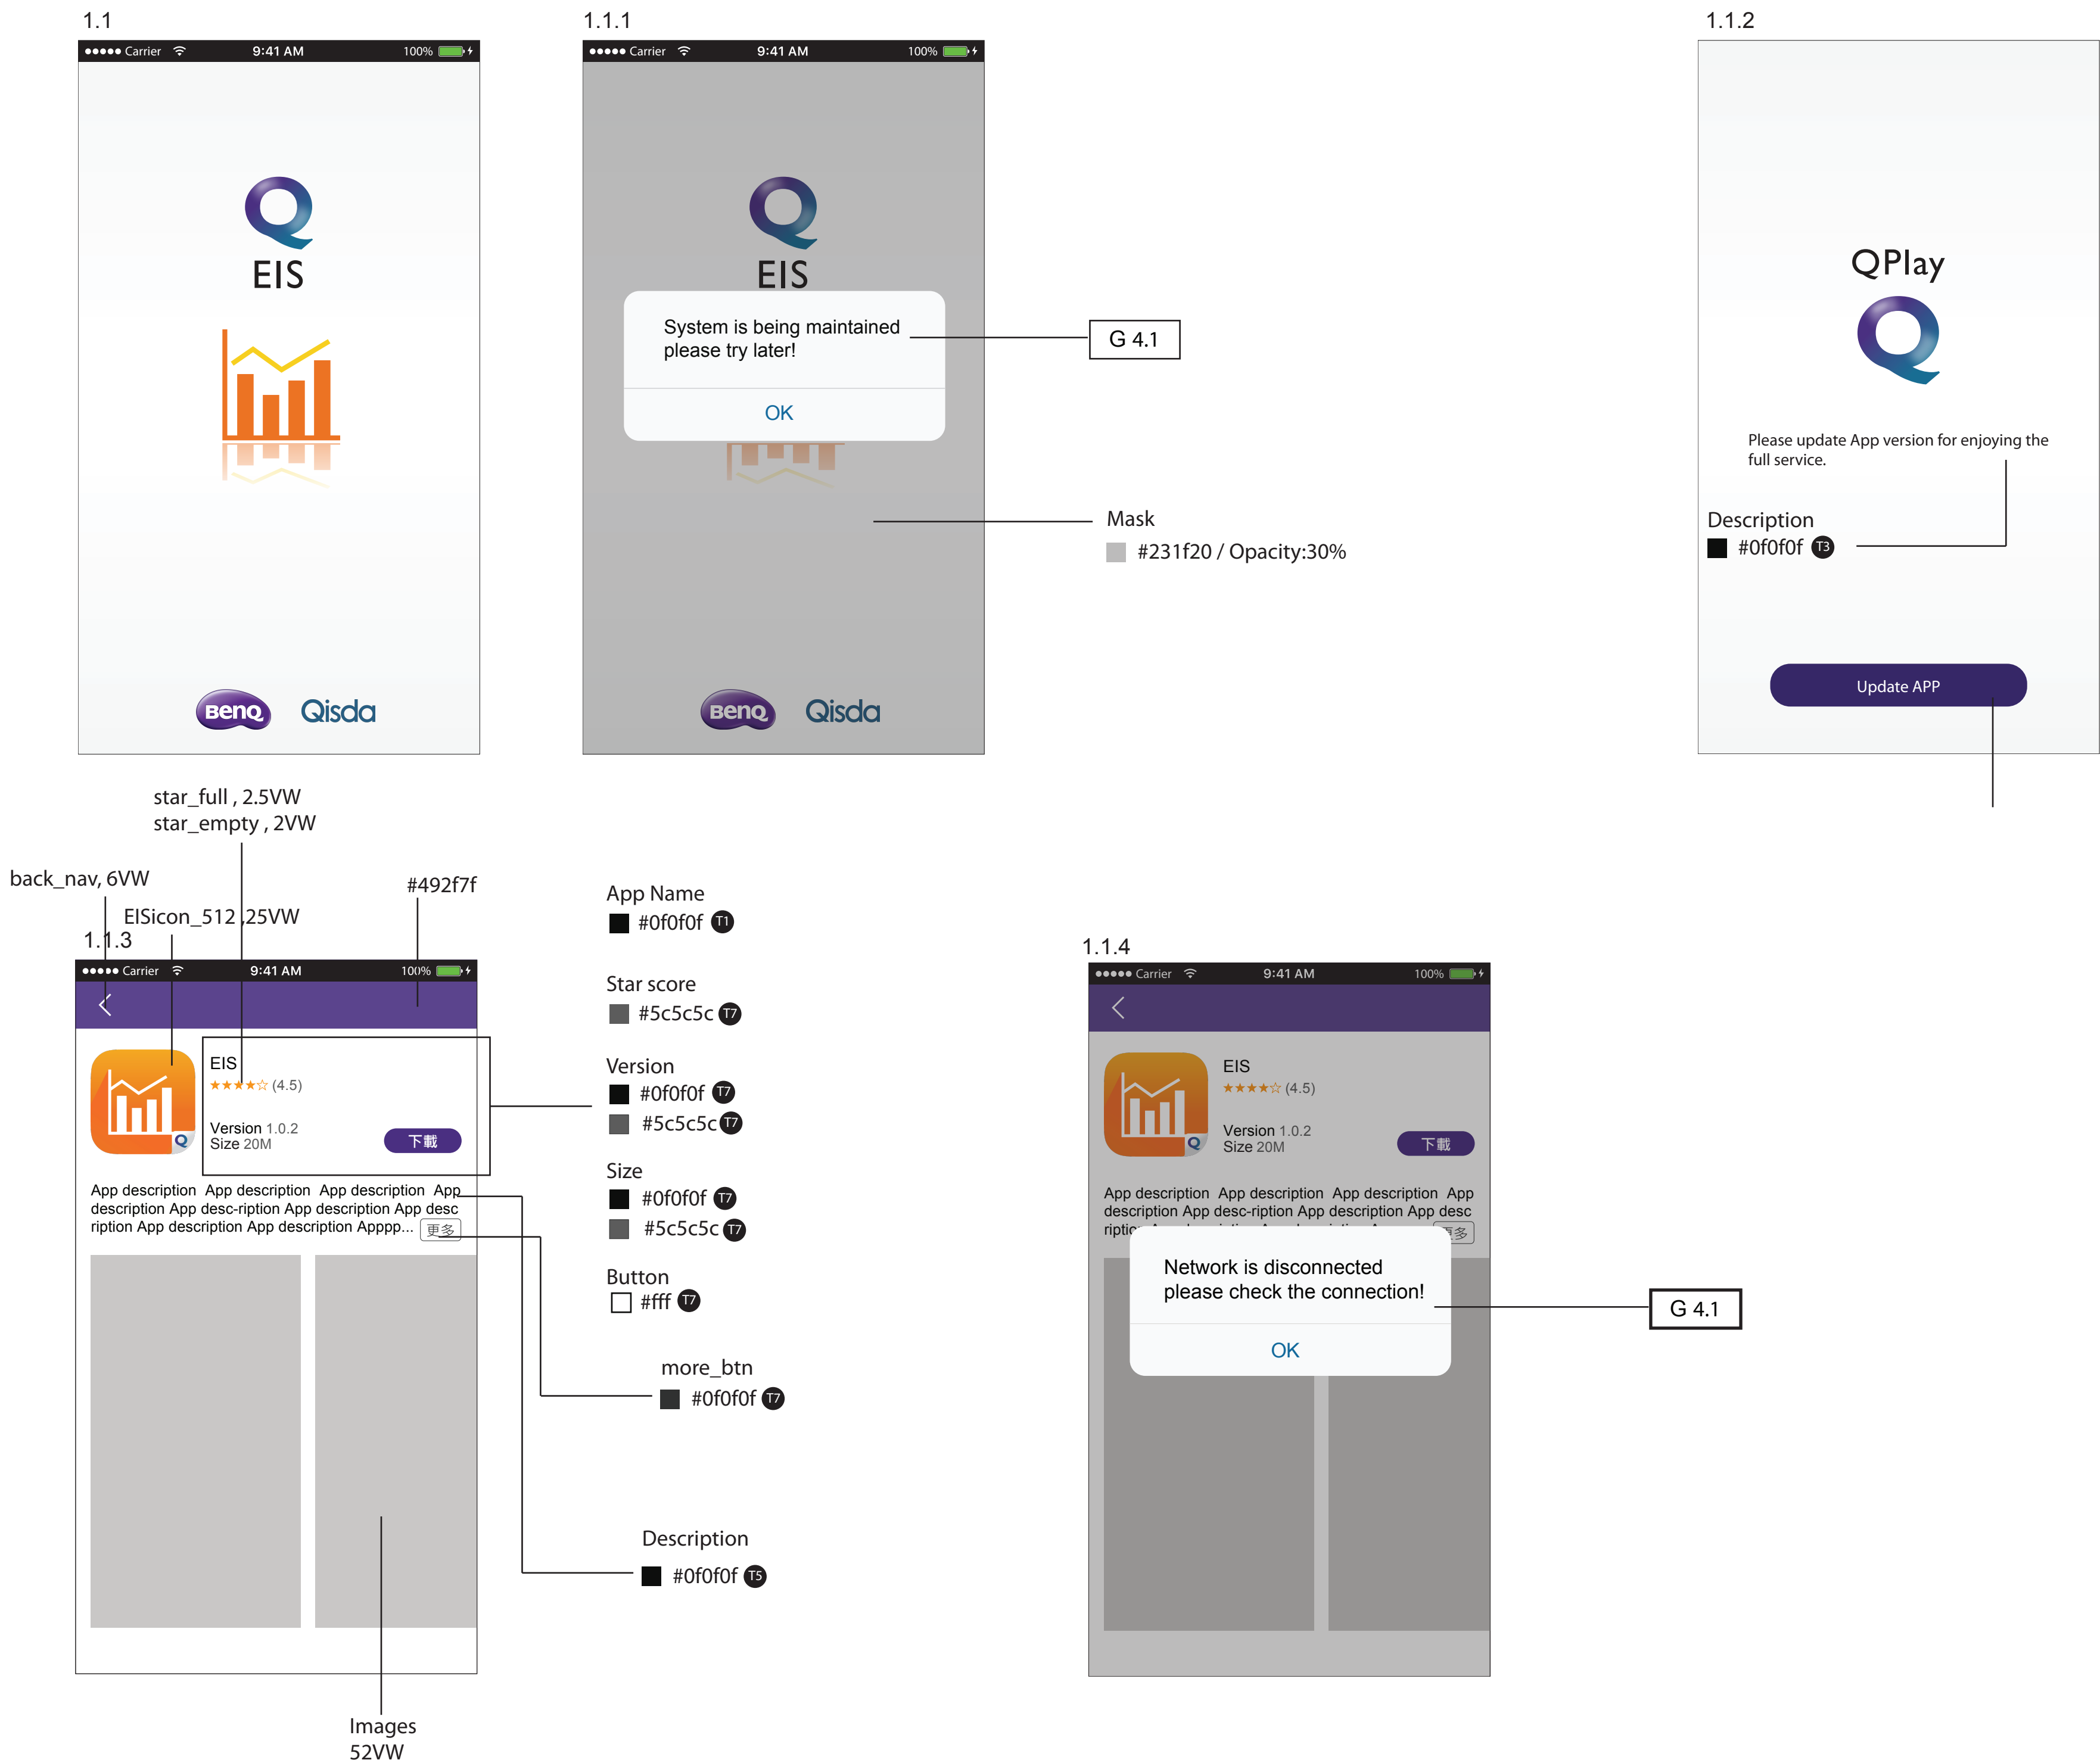 1.1
●●●●● Carrier 9:41 AM 100%
EIS
BenQ Qisda
1.1.1
●●●●● Carrier 9:41 AM 100%
EIS
System is being maintained
please try later!
OK
BenQ Qisda
G 4.1
Mask
#231f20 / Opacity:30%
1.1.2
QPlay
Please update App version for enjoying the
full service.
Description
#0f0f0f T3
Update APP
star_full , 2.5VW
star_empty , 2VW
back_nav, 6VW
#492f7f
EISicon_512 ,25VW
1.1.3
●●●●● Carrier 9:41 AM 100%
EIS
★★★★☆ (4.5)
Version 1.0.2
Size 20M
下載
App description App description App description App
description App desc-ription App description App desc
ription App description App description Apppp... 更多
Images
52VW
App Name
#0f0f0f T1
Star score
#5c5c5c T7
Version
#0f0f0f T7
#5c5c5c T7
Size
#0f0f0f T7
#5c5c5c T7
Button
#fff T7
more_btn
#0f0f0f T7
Description
#0f0f0f T5
1.1.4
●●●●● Carrier 9:41 AM 100%
EIS
★★★★☆ (4.5)
Version 1.0.2
Size 20M
下載
App description App description App description App
description App desc-ription App description App desc
Network is disconnected
please check the connection!
OK
G 4.1